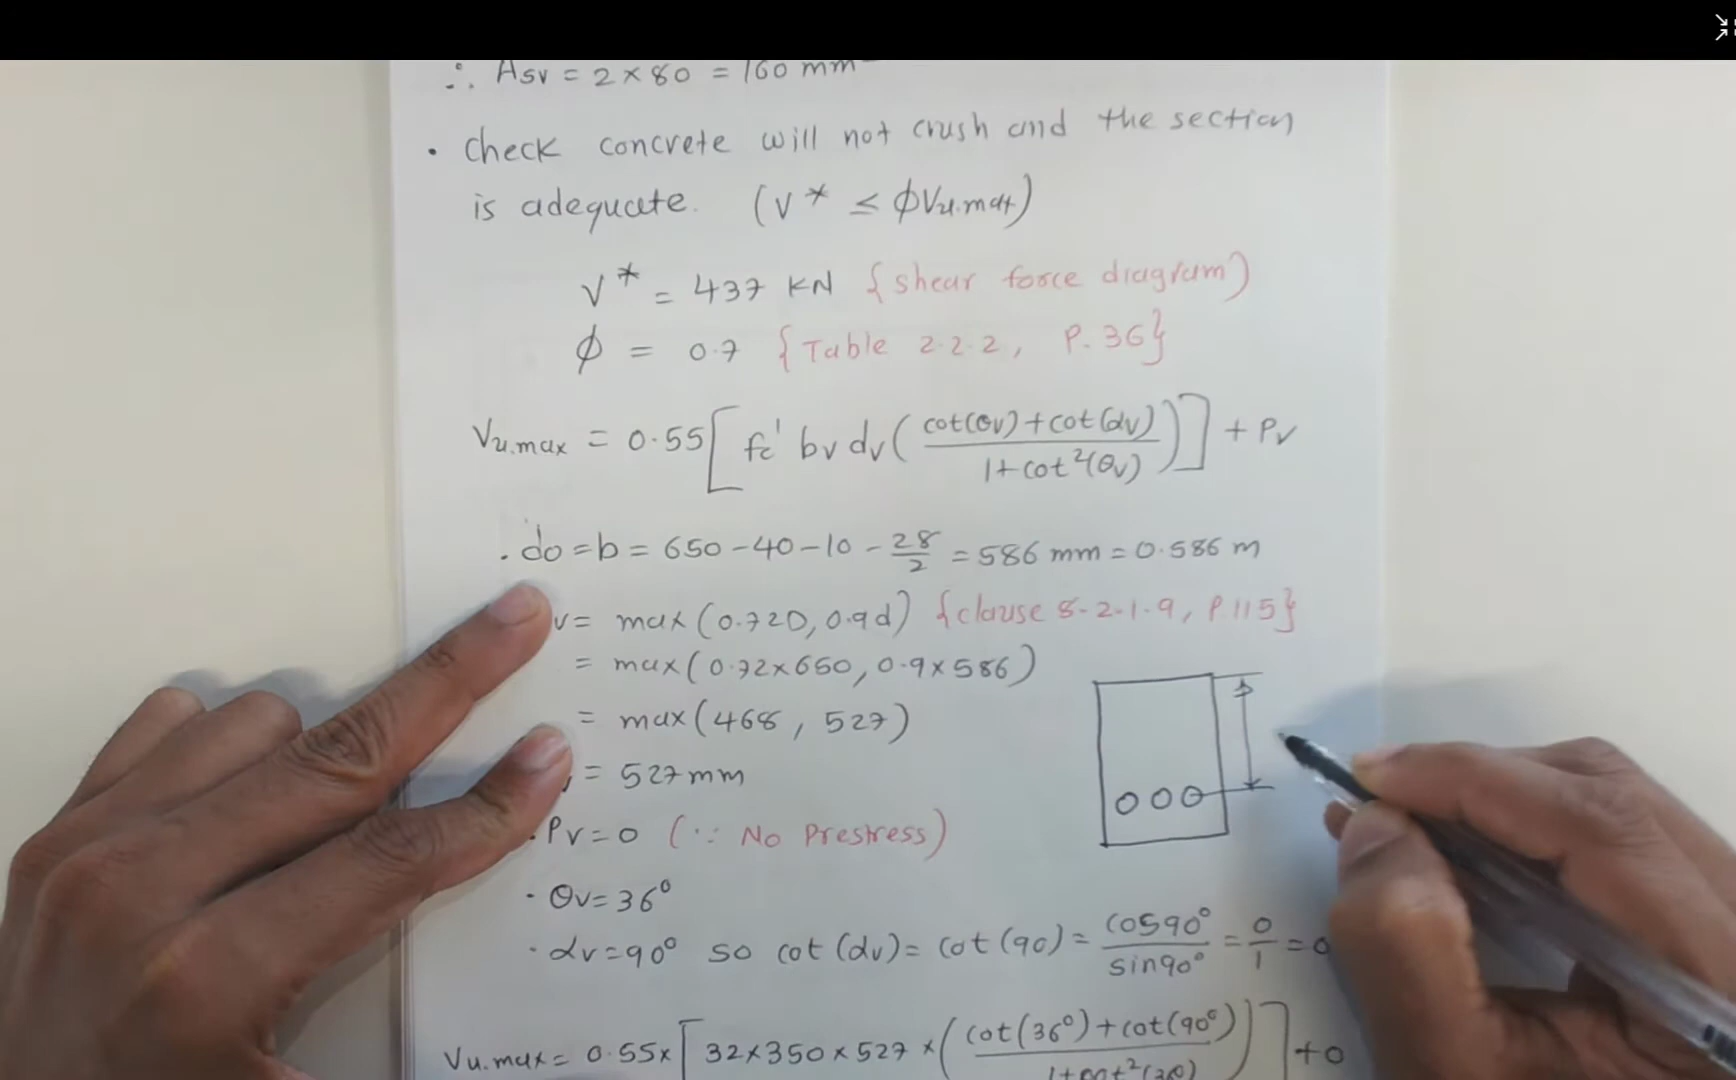 ∴ Asv = 2 × 80 = 160 mm
• Check concrete will not crush and the section
is adequate. (V* ≤ ϕVu.max)
V* = 437 KN {shear force diagram)
ϕ = 0.7 {Table 2.2.2, P.36}
Vu.max = 0.55 [ fc' bv dv ( (cot(θv) + cot(αv)) / (1 + cot²(θv)) ) ] + Pv
. do = b = 650 - 40 - 10 - 28/2 = 586 mm = 0.586 m
v = max (0.72D, 0.9d) {clause 8.2.1.9, P.115}
= max (0.72×650, 0.9×586)
= max (468, 527)
= 527 mm
. Pv = 0 (∵ No Prestress)
· θv = 36°
· αv = 90° so cot (αv) = cot (90) = cos90°/sin90° = 0/1 = 0
Vu.max = 0.55× [ 32×350×527 × ( (cot(36°) + cot(90°)) / (1 + cot²(36)) ) ] + 0